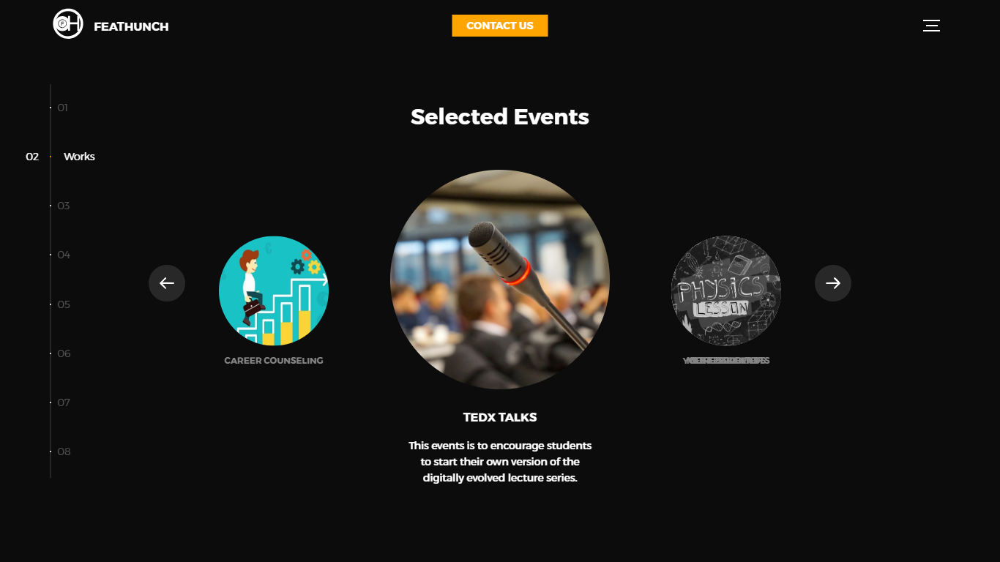 FEATHUNCH
CONTACT US
01
Selected Events
02 Works
03
04
PHYSICS
LESSON
05
06
CAREER COUNSELING
07
TEDX TALKS
This events is to encourage students
to start their own version of the
digitally evolved lecture series.
08